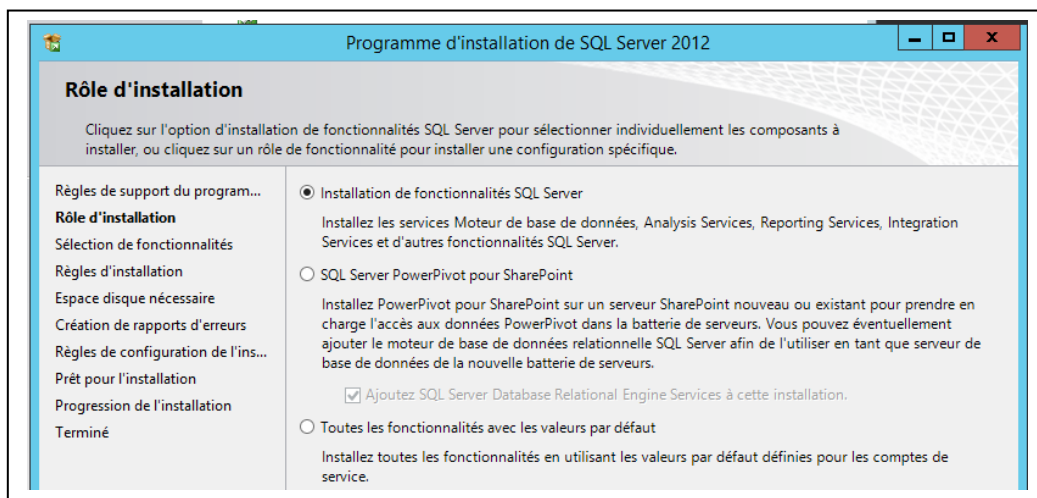 Programme d'installation de SQL Server 2012
Rôle d'installation
Cliquez sur l'option d'installation de fonctionnalités SQL Server pour sélectionner individuellement les composants à
installer, ou cliquez sur un rôle de fonctionnalité pour installer une configuration spécifique.
Règles de support du program...
Rôle d'installation
Sélection de fonctionnalités
Règles d'installation
Espace disque nécessaire
Création de rapports d'erreurs
Règles de configuration de l'ins...
Prêt pour l'installation
Progression de l'installation
Terminé
Installation de fonctionnalités SQL Server
Installez les services Moteur de base de données, Analysis Services, Reporting Services, Integration
Services et d'autres fonctionnalités SQL Server.
SQL Server PowerPivot pour SharePoint
Installez PowerPivot pour SharePoint sur un serveur SharePoint nouveau ou existant pour prendre en
charge l'accès aux données PowerPivot dans la batterie de serveurs. Vous pouvez éventuellement
ajouter le moteur de base de données relationnelle SQL Server afin de l'utiliser en tant que serveur de
base de données de la nouvelle batterie de serveurs.
Ajoutez SQL Server Database Relational Engine Services à cette installation.
Toutes les fonctionnalités avec les valeurs par défaut
Installez toutes les fonctionnalités en utilisant les valeurs par défaut définies pour les comptes de
service.